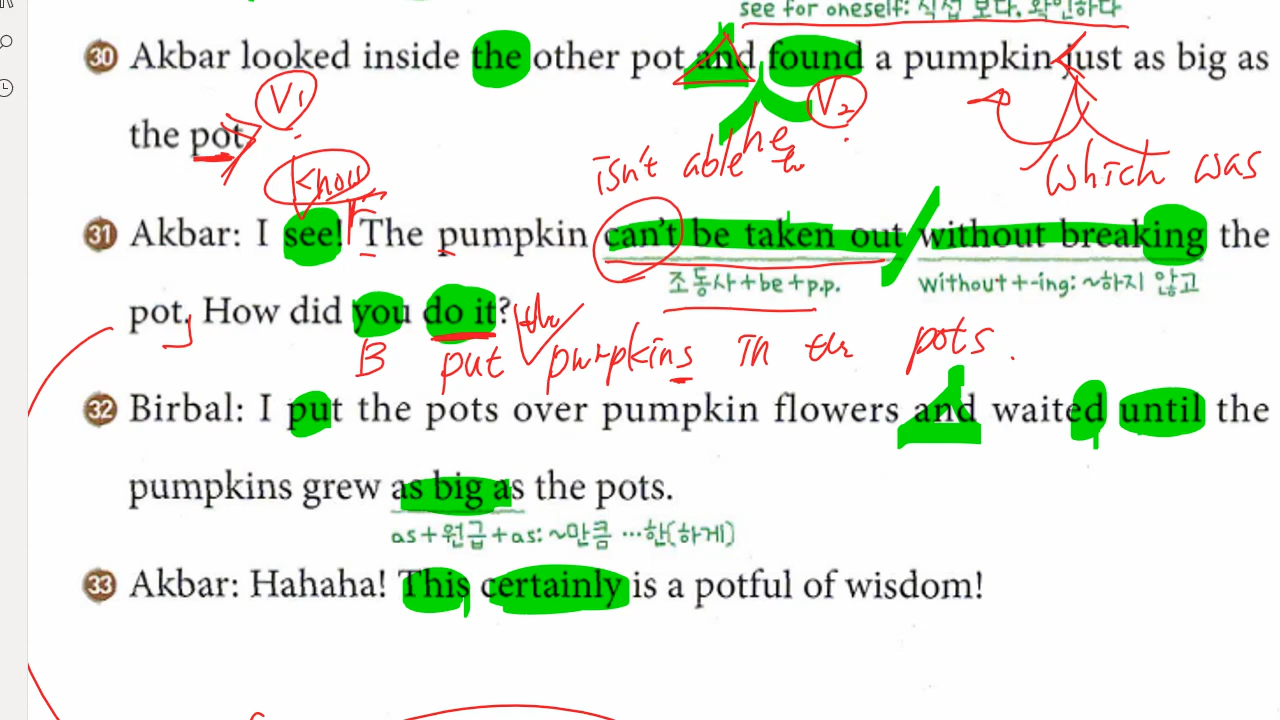 see for oneself: 직접 보다, 확인하다
30 Akbar looked inside the other pot and found a pumpkin just as big as
V1
V2
the pot.
he
isn't able to
which was
know
31 Akbar: I see! The pumpkin can't be taken out without breaking the
조동사+be+p.p.
without+-ing: ~하지 않고
pot. How did you do it?
the
B put pumpkins in the pots.
32 Birbal: I put the pots over pumpkin flowers and waited until the
pumpkins grew as big as the pots.
as+원급+as: ~만큼 …한(하게)
33 Akbar: Hahaha! This certainly is a potful of wisdom!